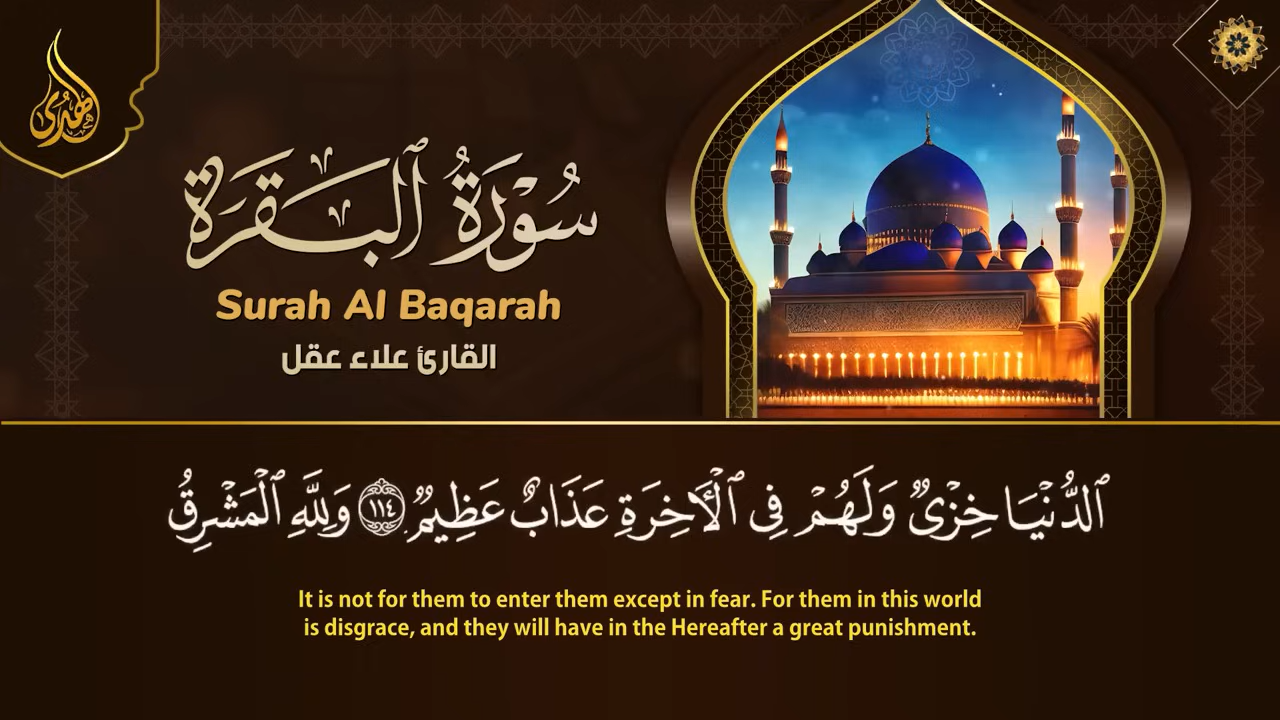 الهدى
سُورَةُ ٱلْبَقَرَة
Surah Al Baqarah
القارئ علاء عقل
ٱلدُّنْيَا خِزْىٌ وَلَهُمْ فِى ٱلْأَخِرَةِ عَذَابٌ عَظِيمٌ ١١٤ وَلِلَّهِ ٱلْمَشْرِقُ
It is not for them to enter them except in fear. For them in this world
is disgrace, and they will have in the Hereafter a great punishment.